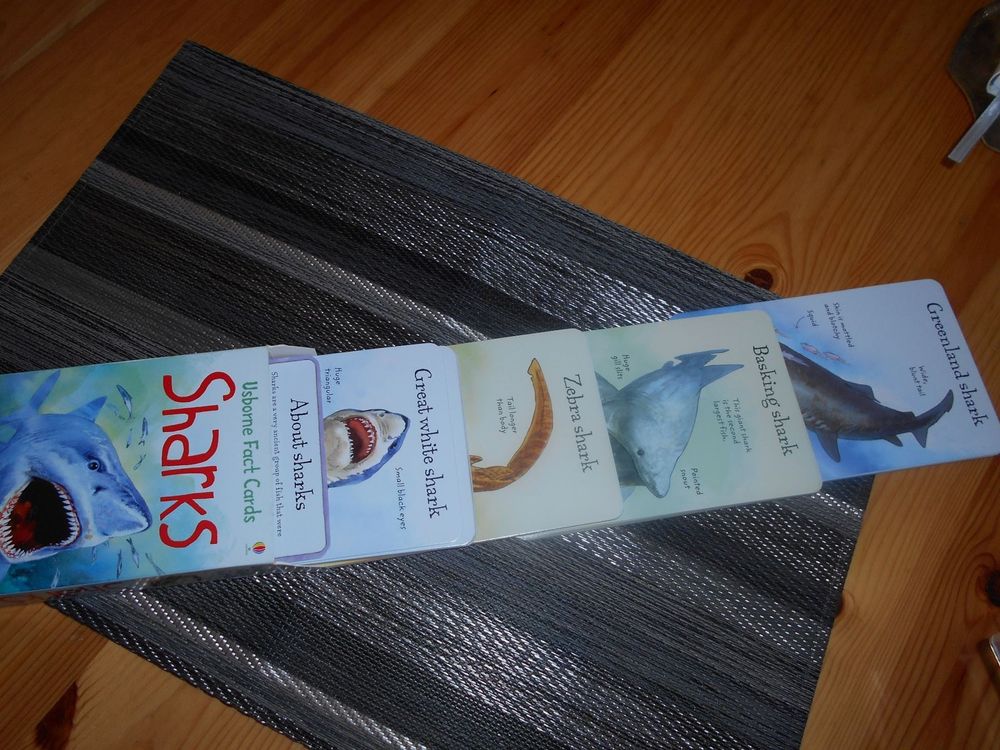 Usborne Fact Cards
Sharks
About sharks
Sharks are a very ancient group of fish that were
Great white shark
Huge
triangular
Small black eyes
Zebra shark
Tail longer
than body
Basking shark
This giant shark
is the second
largest fish.
Huge
gill slits
Pointed
snout
Greenland shark
Skin is mottled
and blotchy
Squid
Wide,
blunt tail